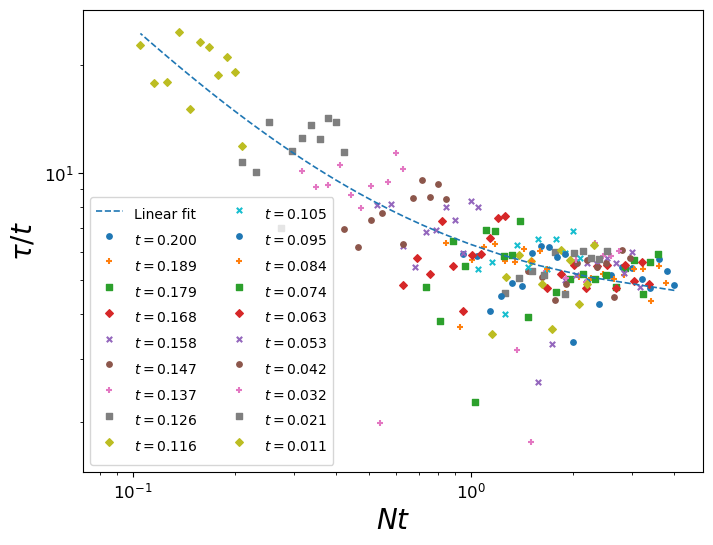 τ/t
10¹
Linear fit
t = 0.200
t = 0.189
t = 0.179
t = 0.168
t = 0.158
t = 0.147
t = 0.137
t = 0.126
t = 0.116
t = 0.105
t = 0.095
t = 0.084
t = 0.074
t = 0.063
t = 0.053
t = 0.042
t = 0.032
t = 0.021
t = 0.011
10⁻¹
10⁰
Nt